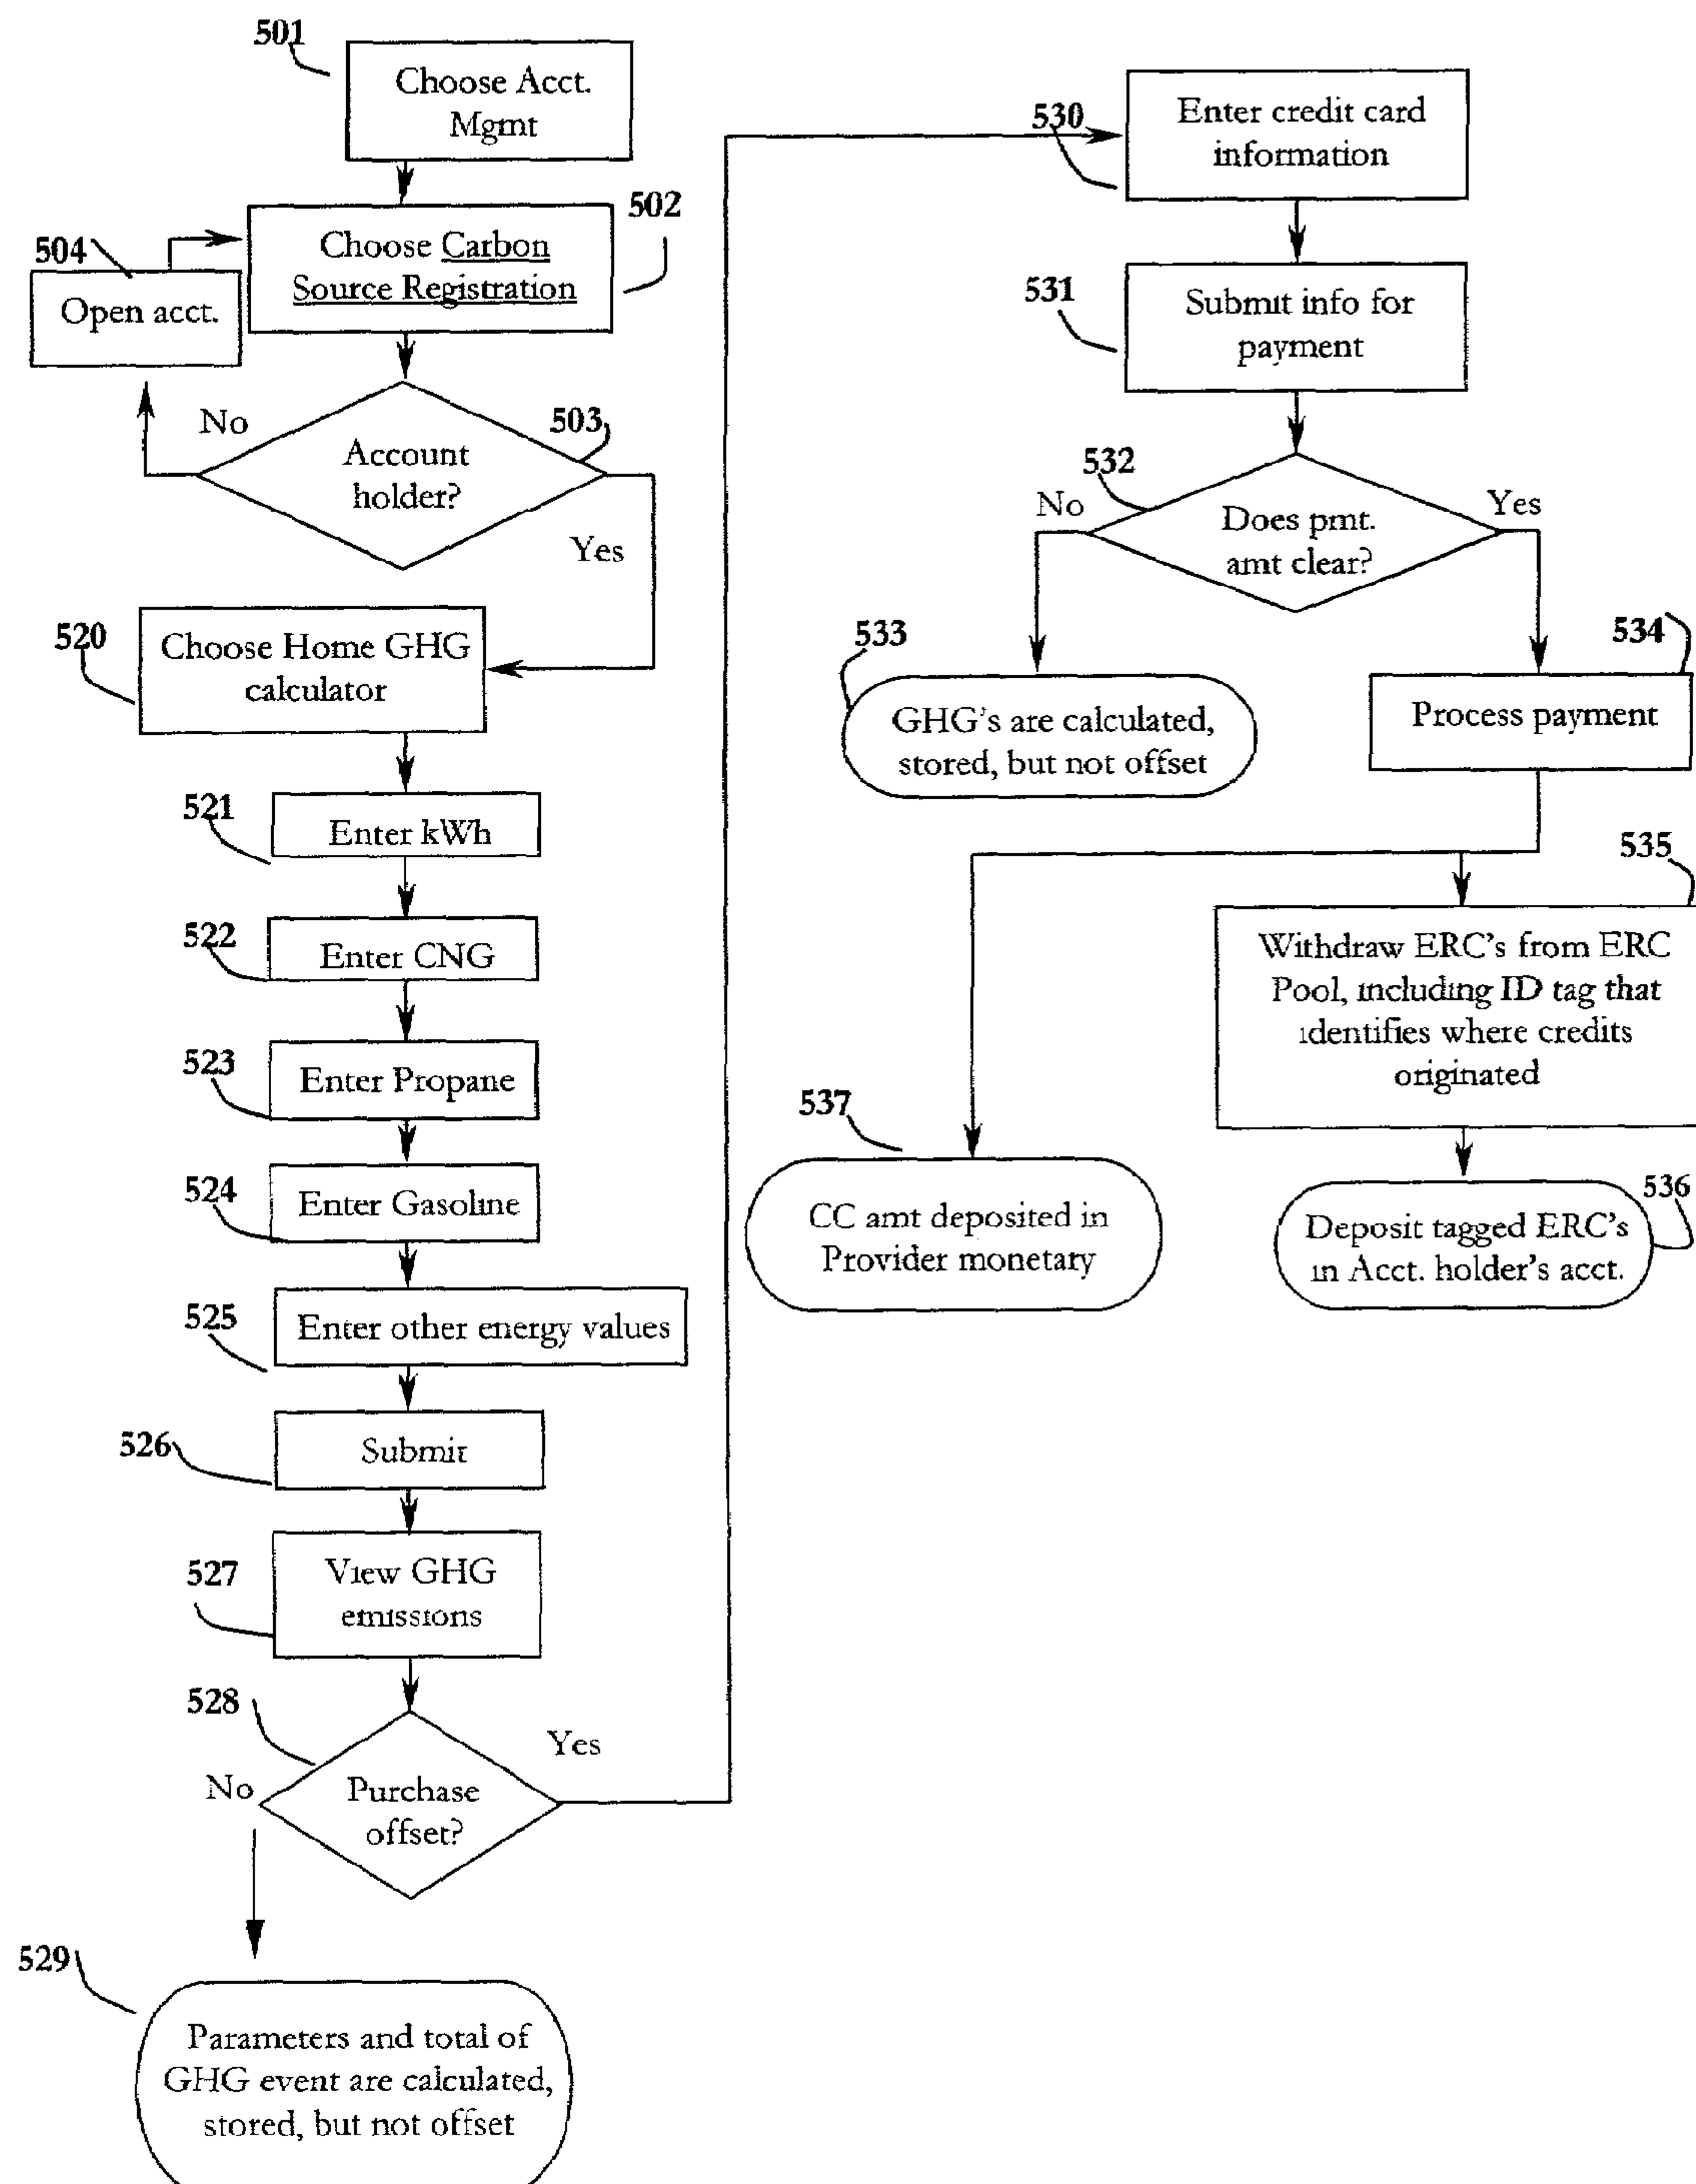 501
Choose Acct.
Mgmt
502
Choose Carbon
Source Registration
504
Open acct.
No
503
Account
holder?
Yes
520
Choose Home GHG
calculator
521
Enter kWh
522
Enter CNG
523
Enter Propane
524
Enter Gasoline
525
Enter other energy values
526
Submit
527
View GHG
emissions
528
Yes
No
Purchase
offset?
529
Parameters and total of
GHG event are calculated,
stored, but not offset
530
Enter credit card
information
531
Submit info for
payment
532
No
Yes
Does pmt.
amt clear?
533
GHG's are calculated,
stored, but not offset
534
Process payment
535
Withdraw ERC's from ERC
Pool, including ID tag that
identifies where credits
originated
537
CC amt deposited in
Provider monetary
536
Deposit tagged ERC's
in Acct. holder's acct.